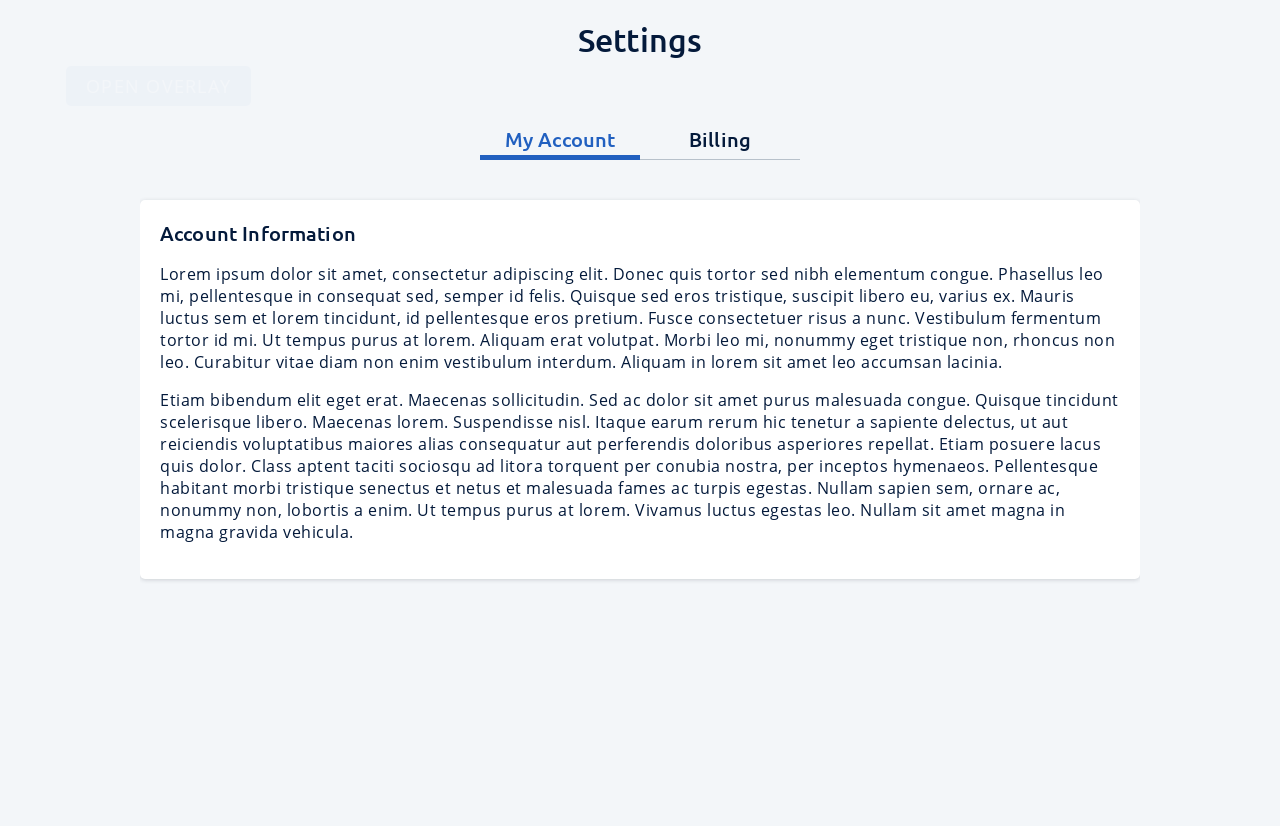 Settings
OPEN OVERLAY
My Account
Billing
Account Information
Lorem ipsum dolor sit amet, consectetur adipiscing elit. Donec quis tortor sed nibh elementum congue. Phasellus leo
mi, pellentesque in consequat sed, semper id felis. Quisque sed eros tristique, suscipit libero eu, varius ex. Mauris
luctus sem et lorem tincidunt, id pellentesque eros pretium. Fusce consectetuer risus a nunc. Vestibulum fermentum
tortor id mi. Ut tempus purus at lorem. Aliquam erat volutpat. Morbi leo mi, nonummy eget tristique non, rhoncus non
leo. Curabitur vitae diam non enim vestibulum interdum. Aliquam in lorem sit amet leo accumsan lacinia.
Etiam bibendum elit eget erat. Maecenas sollicitudin. Sed ac dolor sit amet purus malesuada congue. Quisque tincidunt
scelerisque libero. Maecenas lorem. Suspendisse nisl. Itaque earum rerum hic tenetur a sapiente delectus, ut aut
reiciendis voluptatibus maiores alias consequatur aut perferendis doloribus asperiores repellat. Etiam posuere lacus
quis dolor. Class aptent taciti sociosqu ad litora torquent per conubia nostra, per inceptos hymenaeos. Pellentesque
habitant morbi tristique senectus et netus et malesuada fames ac turpis egestas. Nullam sapien sem, ornare ac,
nonummy non, lobortis a enim. Ut tempus purus at lorem. Vivamus luctus egestas leo. Nullam sit amet magna in
magna gravida vehicula.